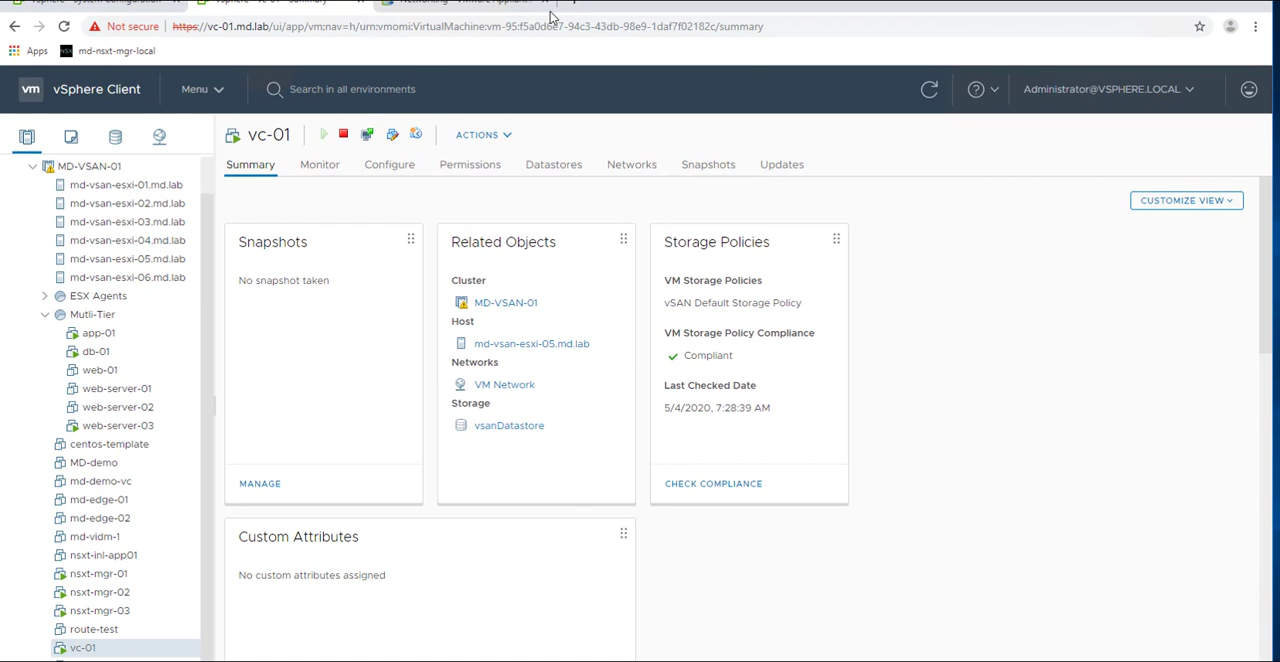 Not secure
https://vc-01.md.lab/ui/app/vm;nav=h/urn:vmomi:VirtualMachine:vm-95:f5a0d6e7-94c3-43db-98e9-1daf7f02182c/summary
Apps
NSX
md-nsxt-mgr-local
vm
vSphere Client
Menu
Search in all environments
Administrator@VSPHERE.LOCAL
vc-01
ACTIONS
Summary
Monitor
Configure
Permissions
Datastores
Networks
Snapshots
Updates
MD-VSAN-01
md-vsan-esxi-01.md.lab
md-vsan-esxi-02.md.lab
md-vsan-esxi-03.md.lab
md-vsan-esxi-04.md.lab
md-vsan-esxi-05.md.lab
md-vsan-esxi-06.md.lab
ESX Agents
Mutli-Tier
app-01
db-01
web-01
web-server-01
web-server-02
web-server-03
centos-template
MD-demo
md-demo-vc
md-edge-01
md-edge-02
md-vidm-1
nsxt-inl-app01
nsxt-mgr-01
nsxt-mgr-02
nsxt-mgr-03
route-test
vc-01
CUSTOMIZE VIEW
Snapshots
No snapshot taken
MANAGE
Related Objects
Cluster
MD-VSAN-01
Host
md-vsan-esxi-05.md.lab
Networks
VM Network
Storage
vsanDatastore
Storage Policies
VM Storage Policies
vSAN Default Storage Policy
VM Storage Policy Compliance
Compliant
Last Checked Date
5/4/2020, 7:28:39 AM
CHECK COMPLIANCE
Custom Attributes
No custom attributes assigned